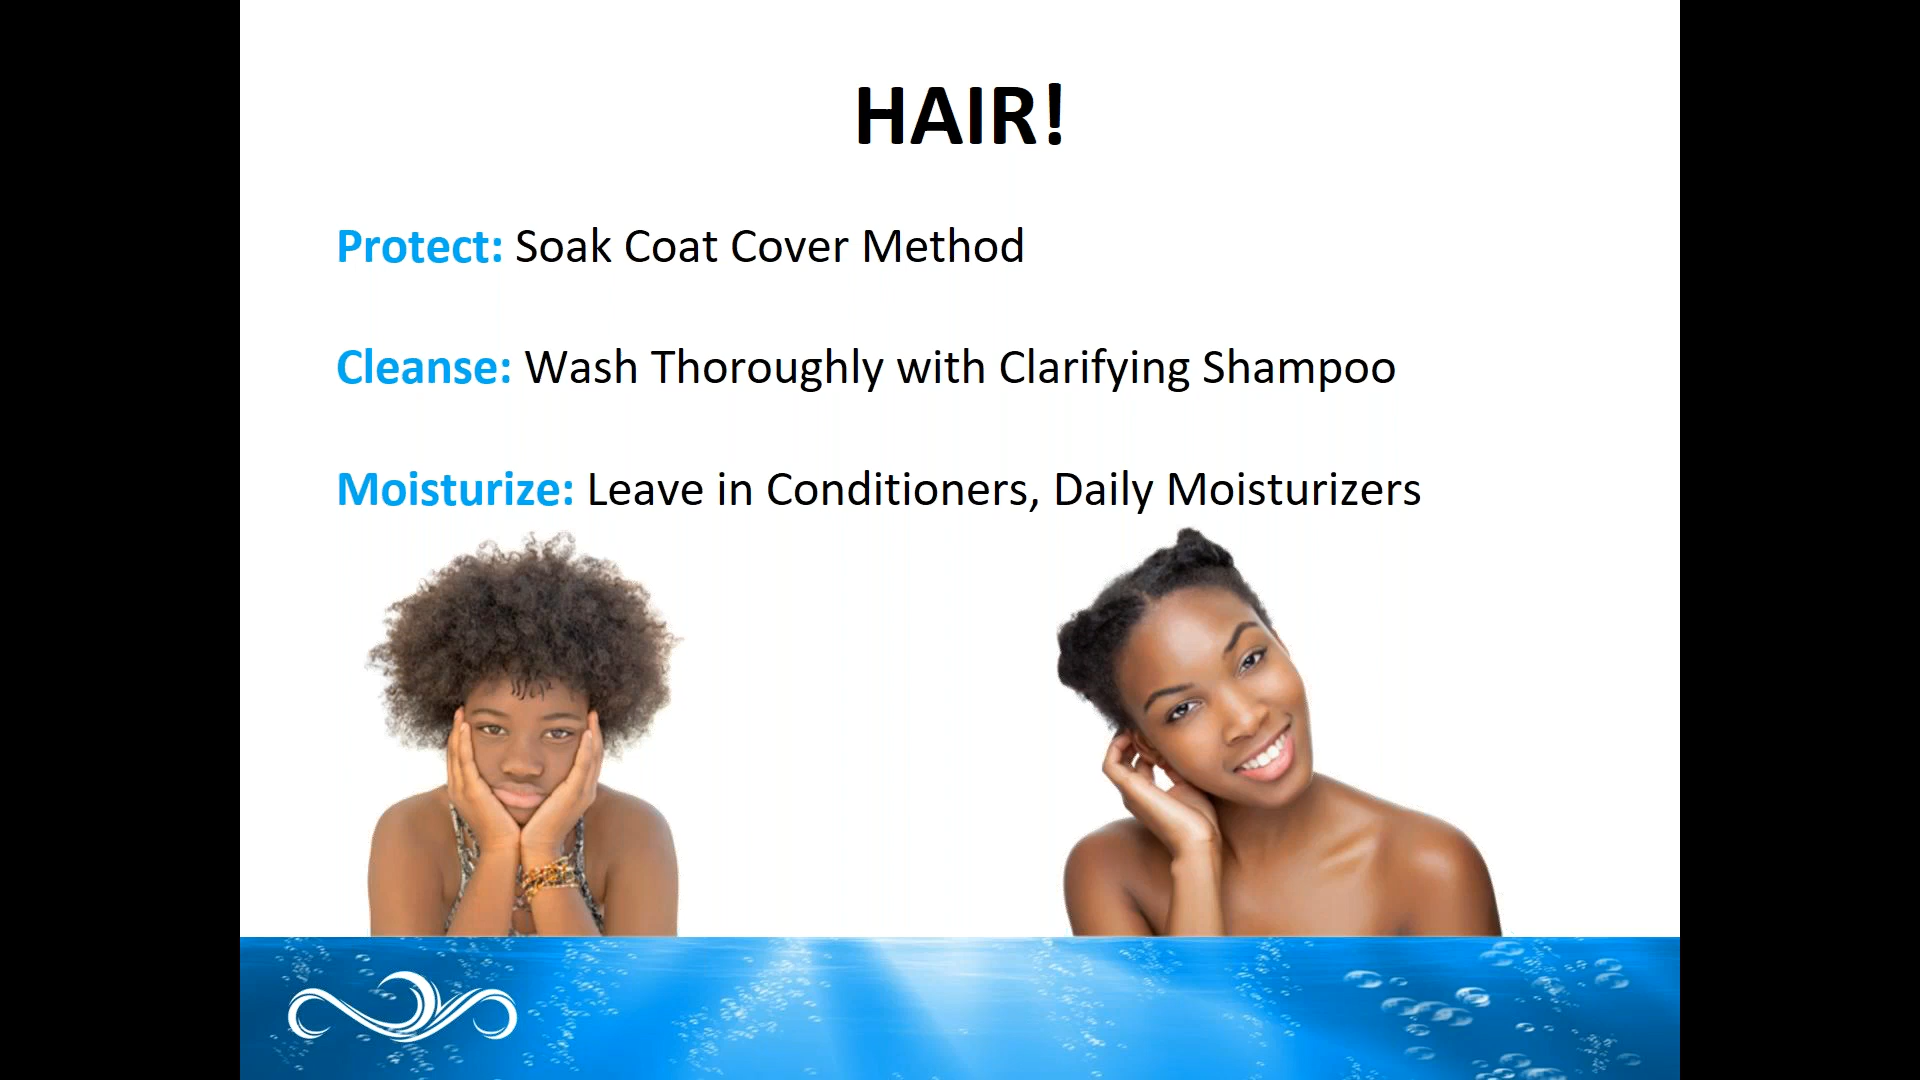 HAIR!
Protect: Soak Coat Cover Method
Cleanse: Wash Thoroughly with Clarifying Shampoo
Moisturize: Leave in Conditioners, Daily Moisturizers